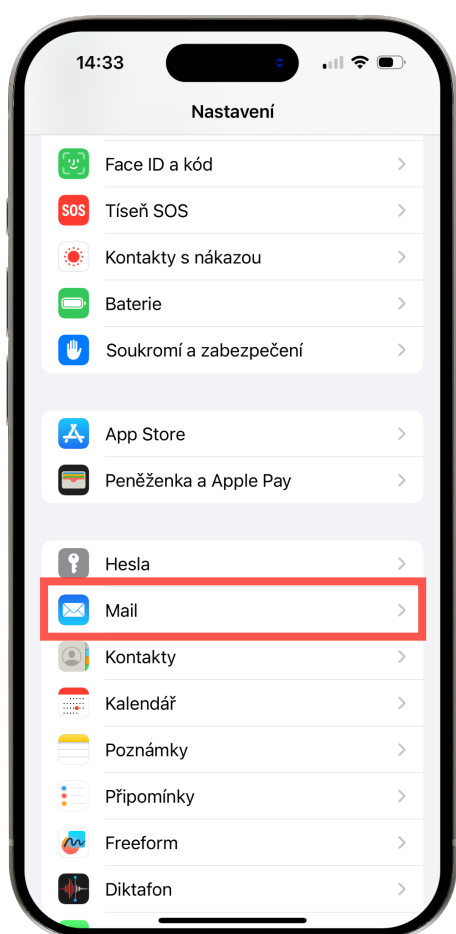 14:33
Nastavení
Face ID a kód
SOS Tíseň SOS
Kontakty s nákazou
Baterie
Soukromí a zabezpečení
App Store
Peněženka a Apple Pay
Hesla
Mail
Kontakty
Kalendář
Poznámky
Připomínky
Freeform
Diktafon